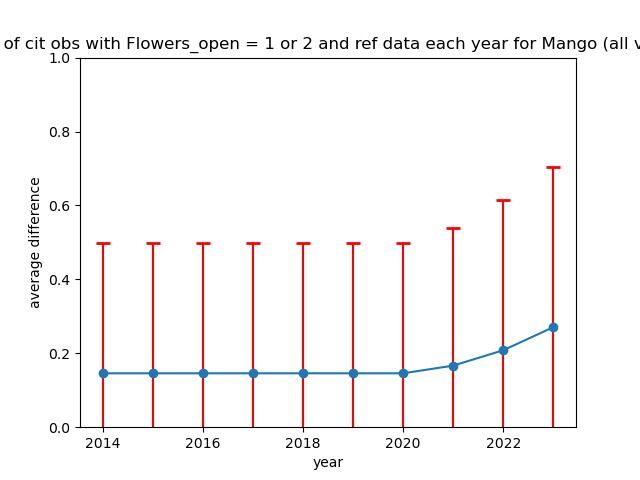 of cit obs with Flowers_open = 1 or 2 and ref data each year for Mango (all
1.0
0.8
0.6
0.4
0.2
0.0
average difference
2014 2016 2018 2020 2022
year